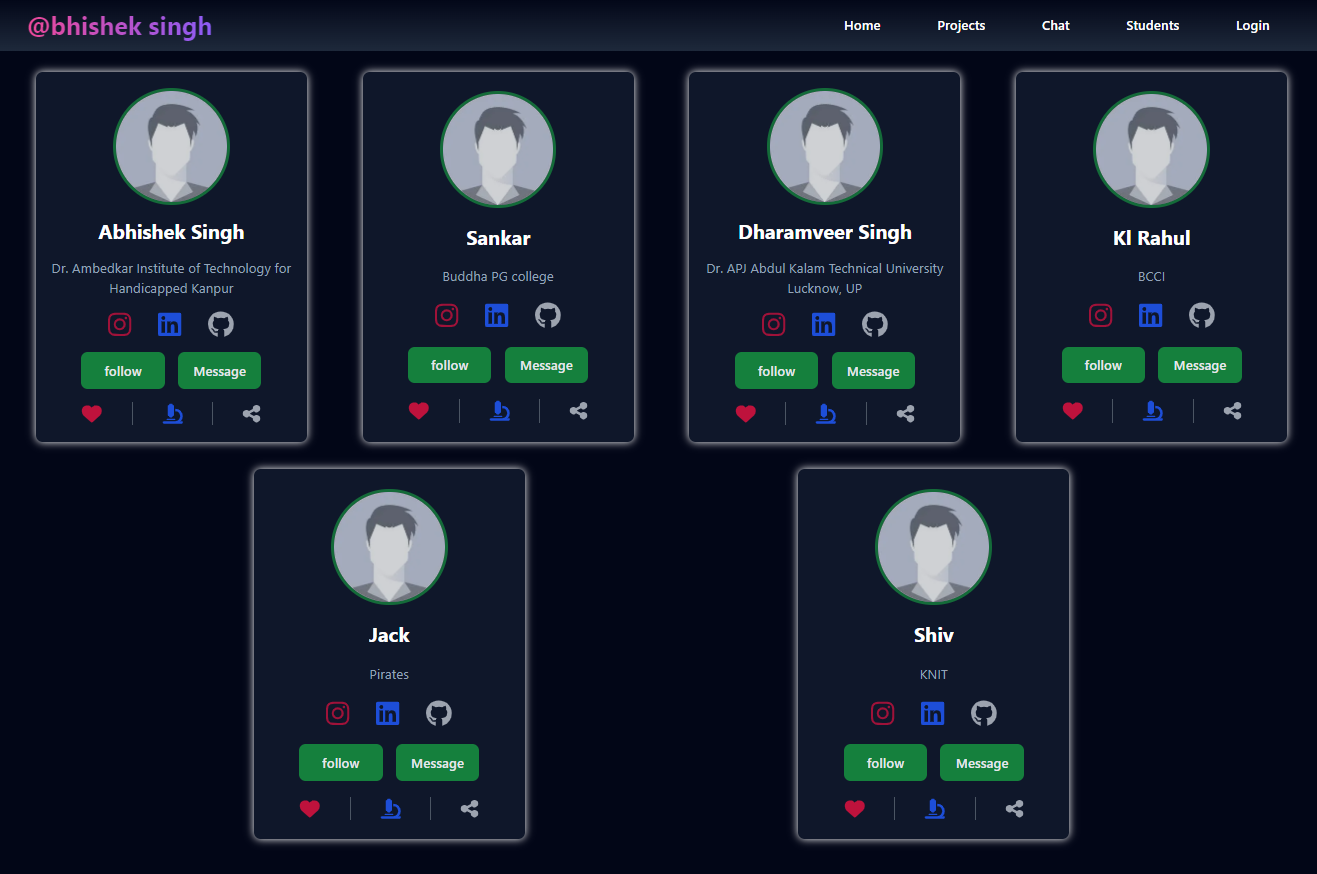 @bhishek singh
Home
Projects
Chat
Students
Login
Abhishek Singh
Dr. Ambedkar Institute of Technology for
Handicapped Kanpur
follow
Message
Sankar
Buddha PG college
follow
Message
Dharamveer Singh
Dr. APJ Abdul Kalam Technical University
Lucknow, UP
follow
Message
Kl Rahul
BCCI
follow
Message
Jack
Pirates
follow
Message
Shiv
KNIT
follow
Message